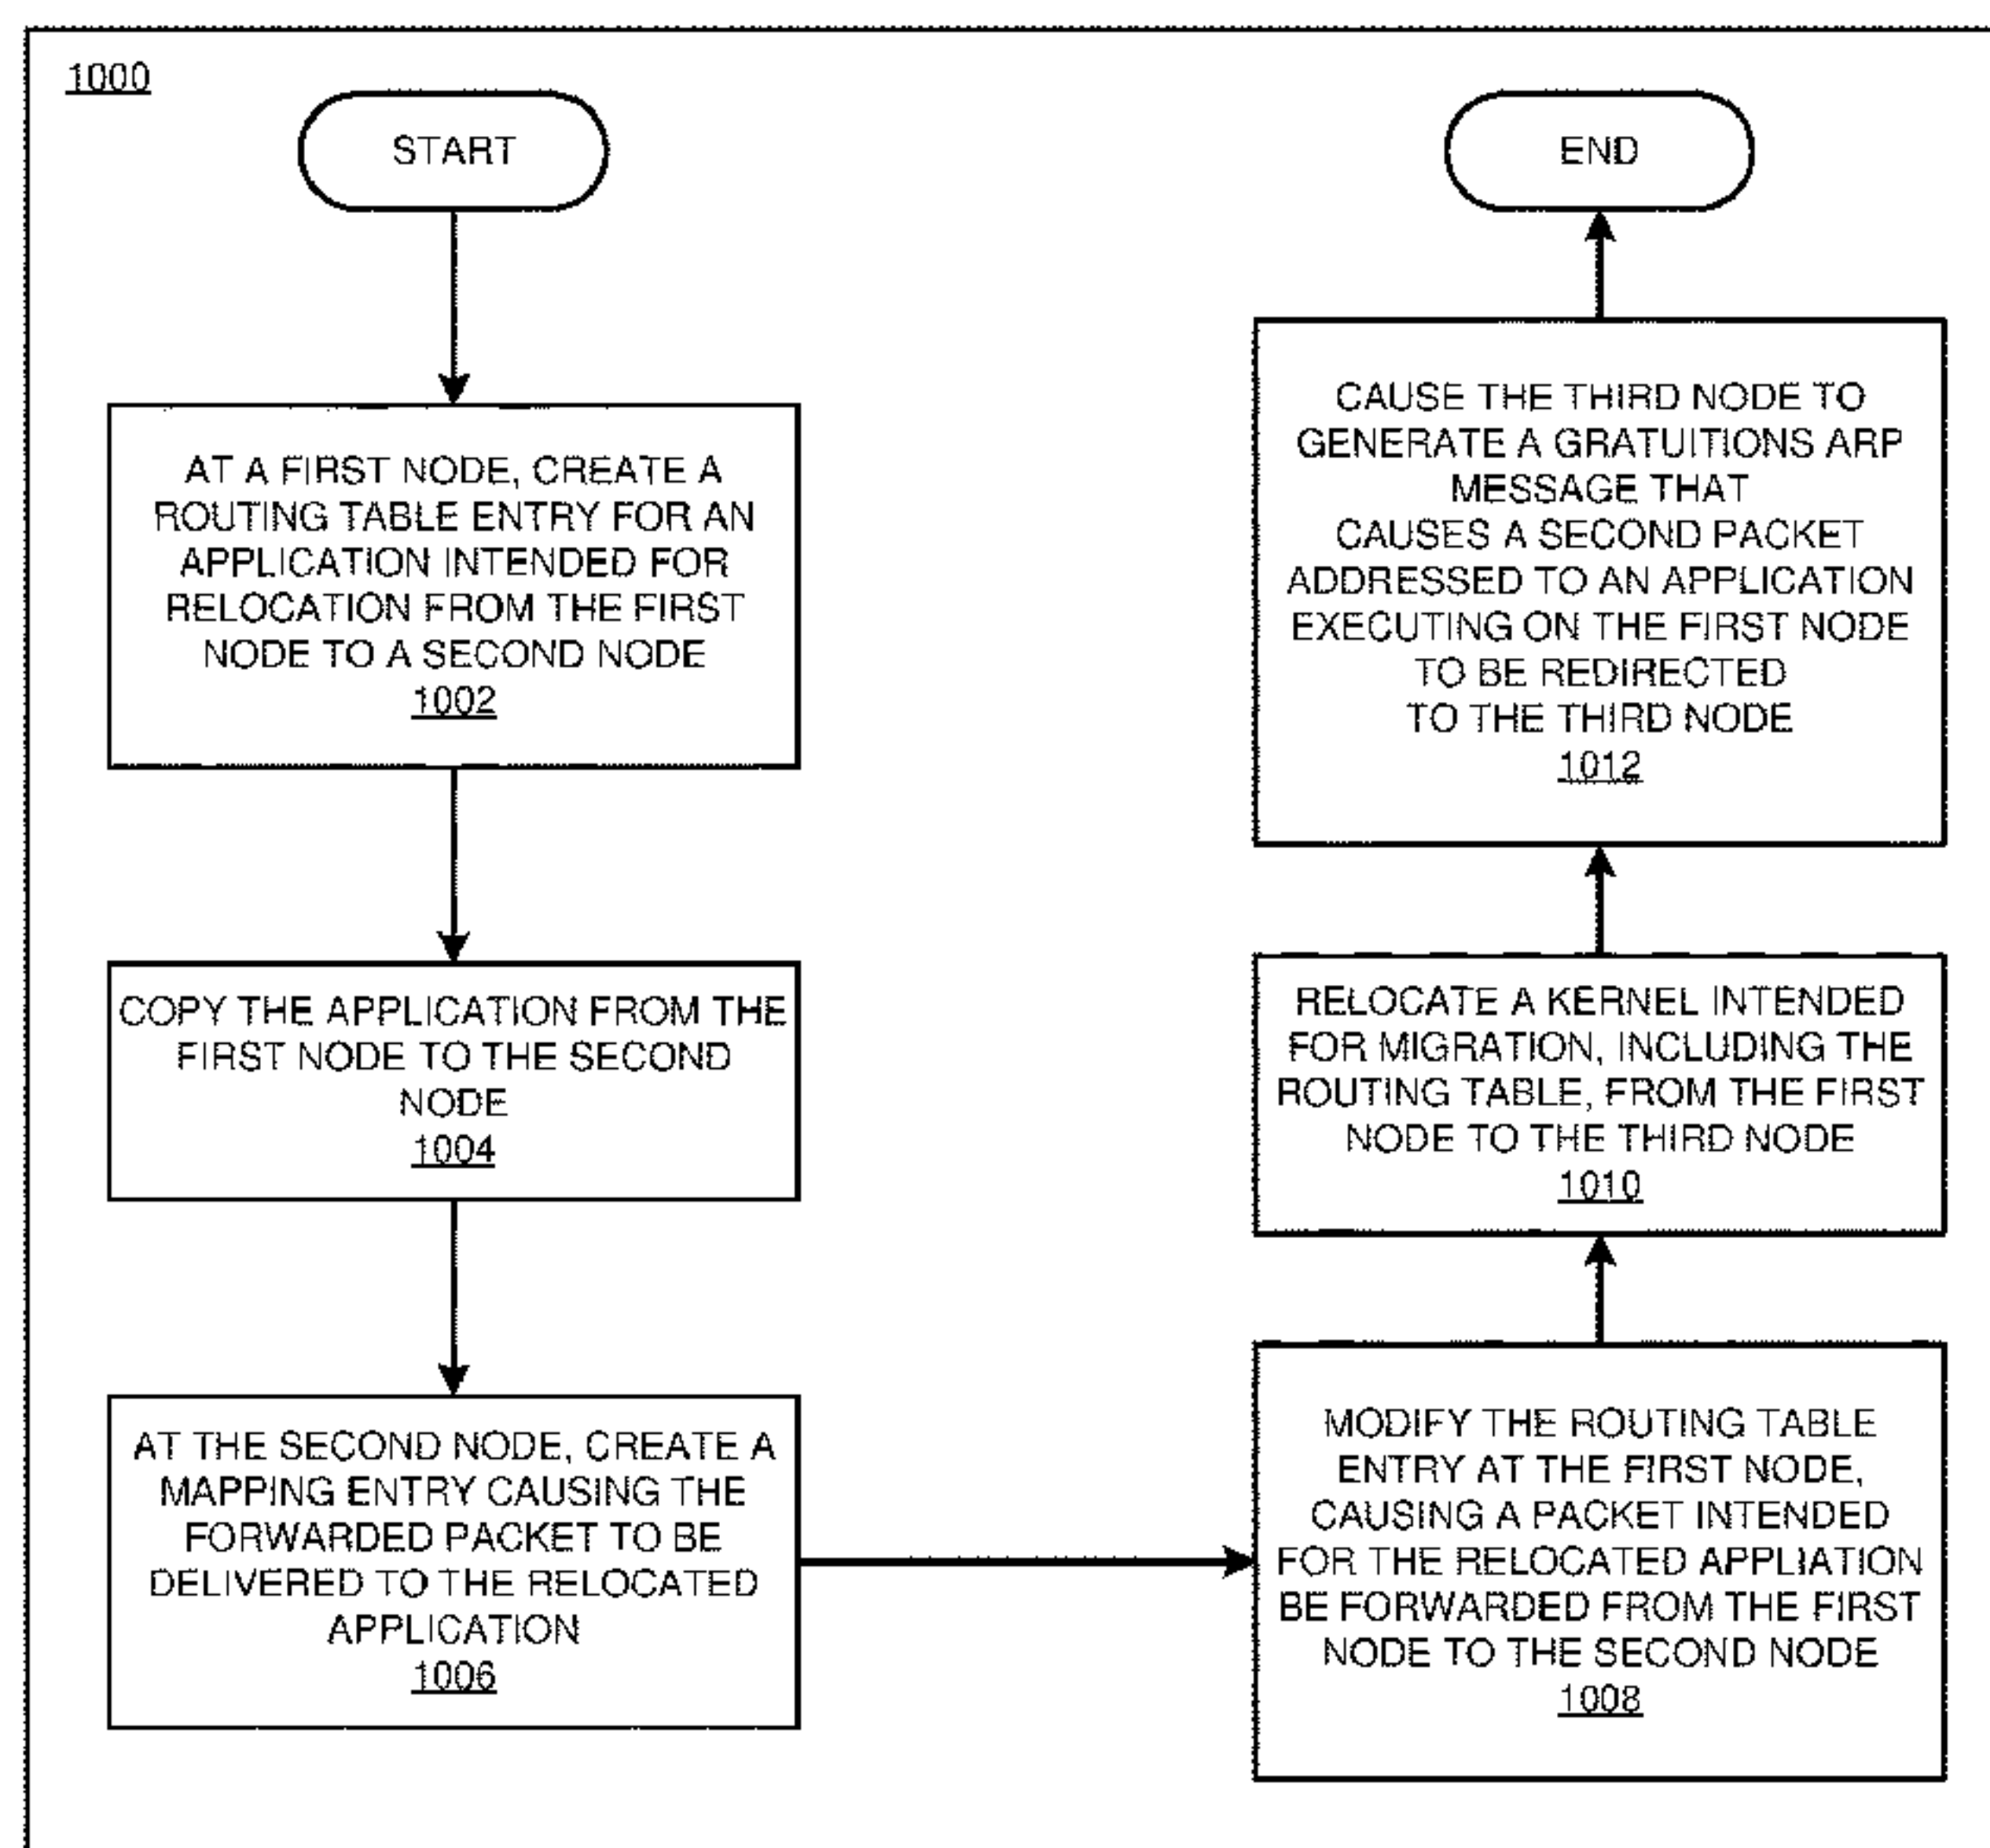 1000
START
AT A FIRST NODE, CREATE A
ROUTING TABLE ENTRY FOR AN
APPLICATION INTENDED FOR
RELOCATION FROM THE FIRST
NODE TO A SECOND NODE
1002
COPY THE APPLICATION FROM THE
FIRST NODE TO THE SECOND
NODE
1004
AT THE SECOND NODE, CREATE A
MAPPING ENTRY CAUSING THE
FORWARDED PACKET TO BE
DELIVERED TO THE RELOCATED
APPLICATION
1006
MODIFY THE ROUTING TABLE
ENTRY AT THE FIRST NODE,
CAUSING A PACKET INTENDED
FOR THE RELOCATED APPLIATION
BE FORWARDED FROM THE FIRST
NODE TO THE SECOND NODE
1008
RELOCATE A KERNEL INTENDED
FOR MIGRATION, INCLUDING THE
ROUTING TABLE, FROM THE FIRST
NODE TO THE THIRD NODE
1010
CAUSE THE THIRD NODE TO
GENERATE A GRATUITIONS ARP
MESSAGE THAT
CAUSES A SECOND PACKET
ADDRESSED TO AN APPLICATION
EXECUTING ON THE FIRST NODE
TO BE REDIRECTED
TO THE THIRD NODE
1012
END